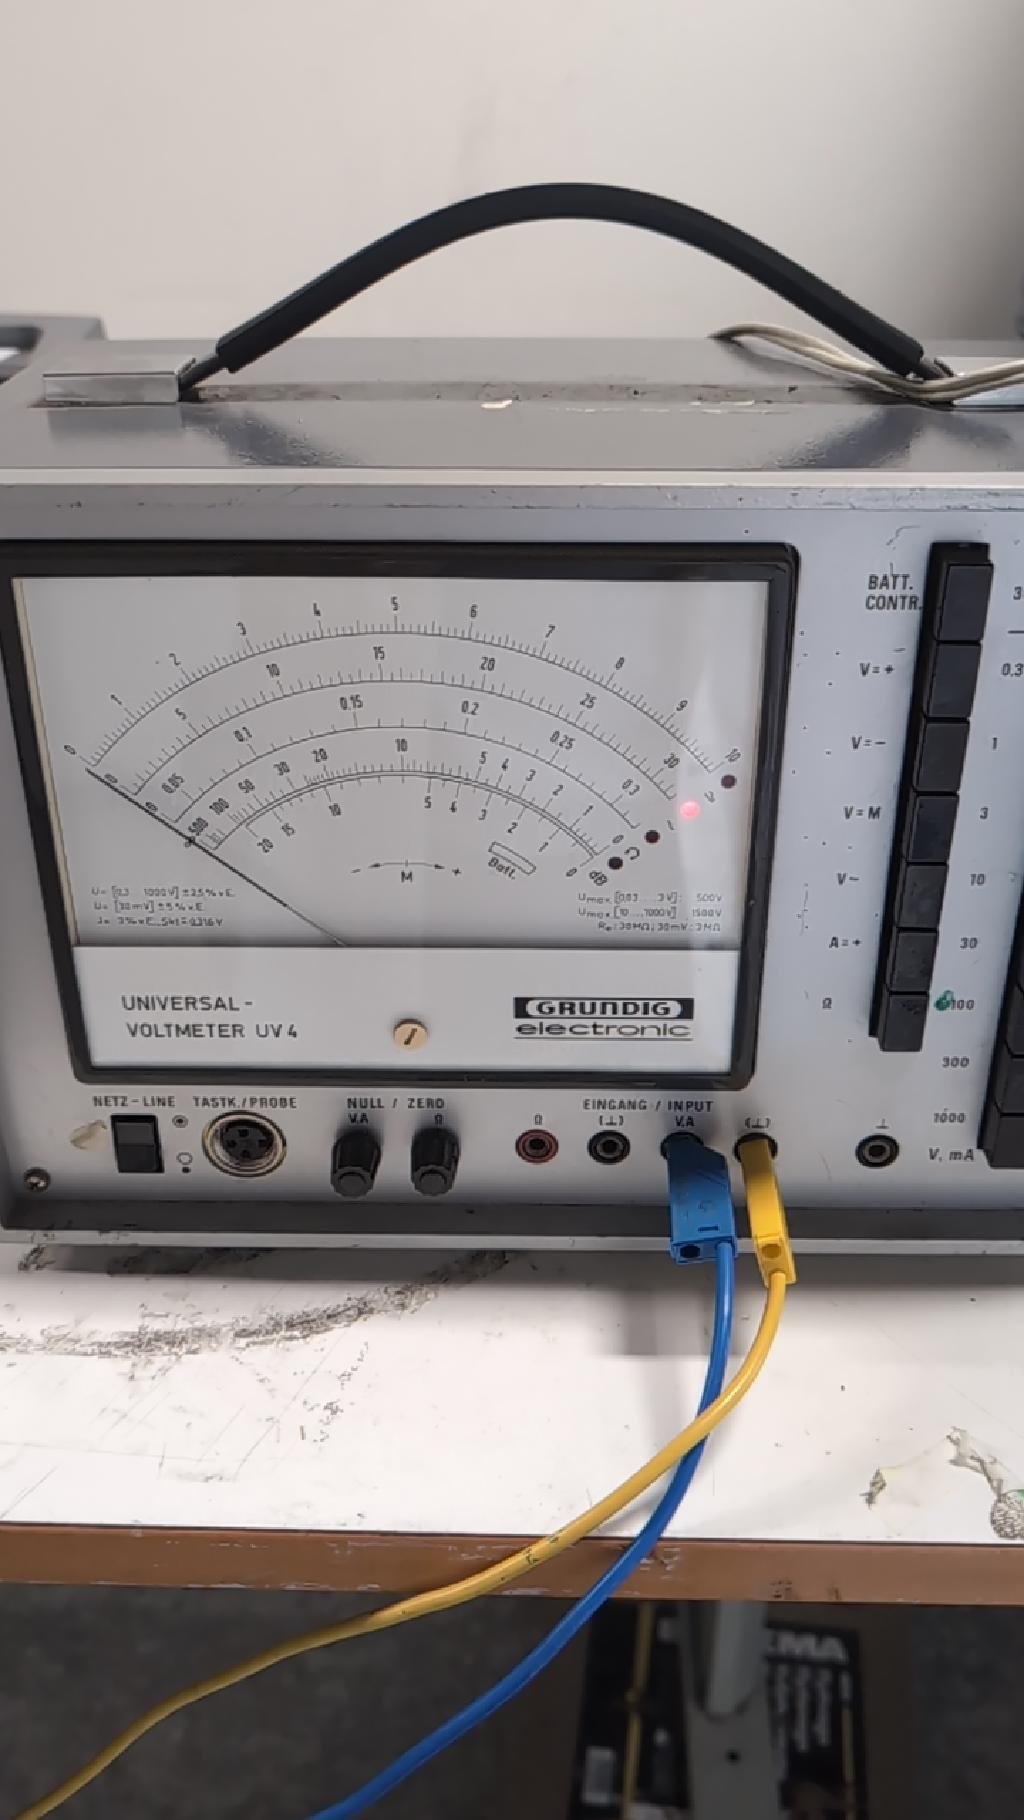 BATT.
CONTR.
V=+
V=–
V=M
V~
A=+
Ω
1
3
10
30
100
300
1000
V, mA
0 1 2 3 4 5 6 7 8 9 10
0 5 10 15 20 25 30
0 0.05 0.1 0.15 0.2 0.25 0.3
500 100 50 30 20 10 5 4 3 2 1 0
20 15 10 5 4 3 2 1 0 dB
– M +
Batt.
UNIVERSAL-
VOLTMETER UV 4
GRUNDIG
electronic
NETZ-LINE
TASTK./PROBE
NULL / ZERO
V.A Ω
EINGANG / INPUT
Ω (⊥) V.A (⊥) ⊥